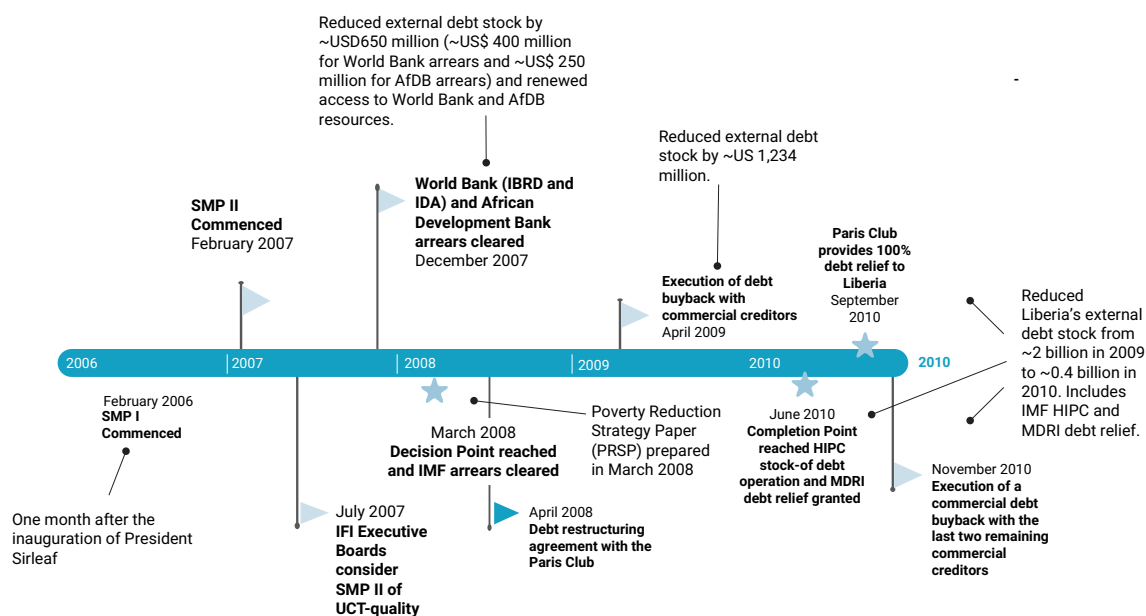 Reduced external debt stock by
~USD650 million (~US$ 400 million
for World Bank arrears and ~US$ 250
million for AfDB arrears) and renewed
access to World Bank and AfDB
resources.
-
Reduced external debt
stock by ~US 1,234
million.
SMP II
Commenced
February 2007
World Bank (IBRD and
IDA) and African
Development Bank
arrears cleared
December 2007
Execution of debt
buyback with
commercial creditors
April 2009
Paris Club
provides 100%
debt relief to
Liberia
September
2010
Reduced
Liberia's external
debt stock from
~2 billion in 2009
to ~0.4 billion in
2010. Includes
IMF HIPC and
MDRI debt relief.
2006
2007
2008
2009
2010
2010
February 2006
SMP I
Commenced
One month after the
inauguration of President
Sirleaf
July 2007
IFI Executive
Boards
consider
SMP II of
UCT-quality
March 2008
Decision Point reached
and IMF arrears cleared
Poverty Reduction
Strategy Paper
(PRSP) prepared
in March 2008
April 2008
Debt restructuring
agreement with the
Paris Club
June 2010
Completion Point
reached HIPC
stock-of debt
operation and MDRI
debt relief granted
November 2010
Execution of a
commercial debt
buyback with the
last two remaining
commercial
creditors